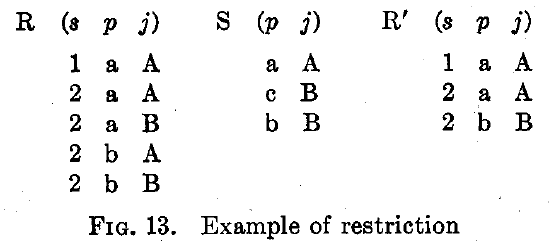 R (s p j) S (p j) R′ (s p j)
1 a A a A 1 a A
2 a A c B 2 a A
2 a B b B 2 b B
2 b A
2 b B
FIG. 13. Example of restriction